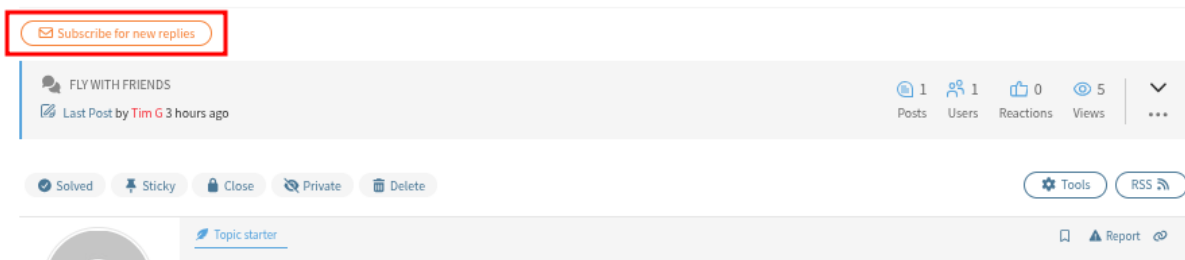 Subscribe for new replies
FLY WITH FRIENDS
Last Post by Tim G 3 hours ago
1 1 0 5
Posts Users Reactions Views
Solved Sticky Close Private Delete Tools RSS
Topic starter Report